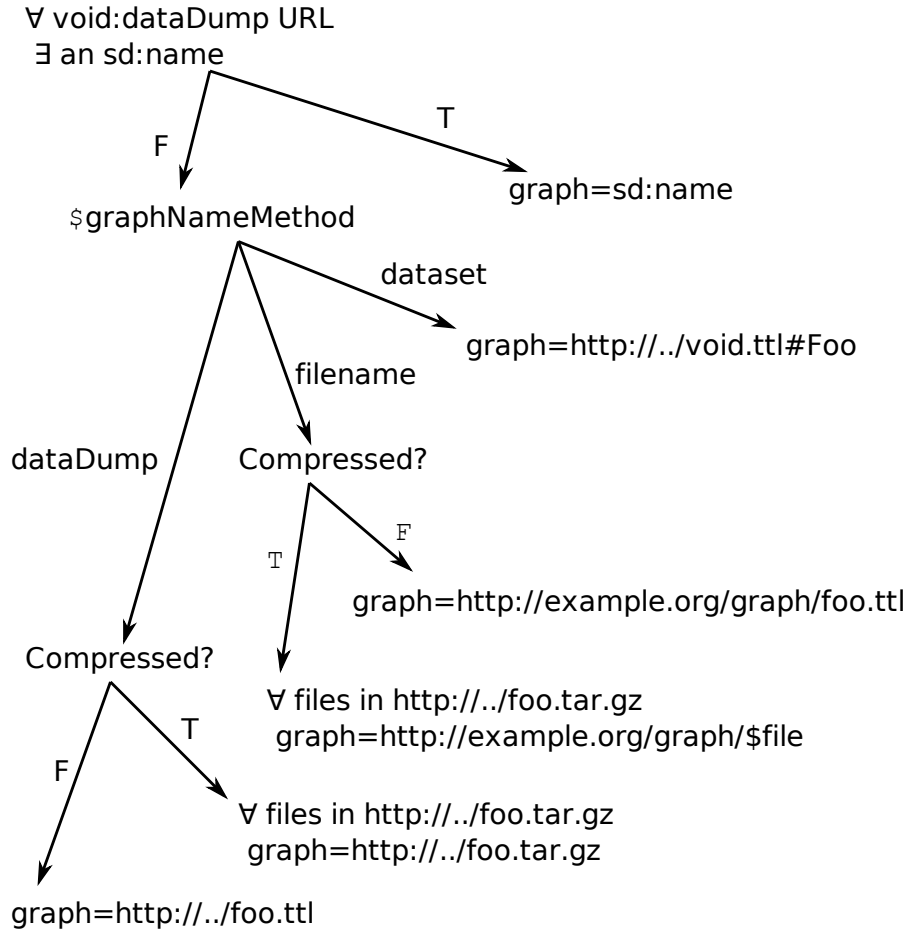 ∀ void:dataDump URL
∃ an sd:name
T
F
graph=sd:name
$graphNameMethod
dataset
graph=http://../void.ttl#Foo
filename
dataDump
Compressed?
F
T
graph=http://example.org/graph/foo.ttl
Compressed?
∀ files in http://../foo.tar.gz
graph=http://example.org/graph/$file
T
F
∀ files in http://../foo.tar.gz
graph=http://../foo.tar.gz
graph=http://../foo.ttl